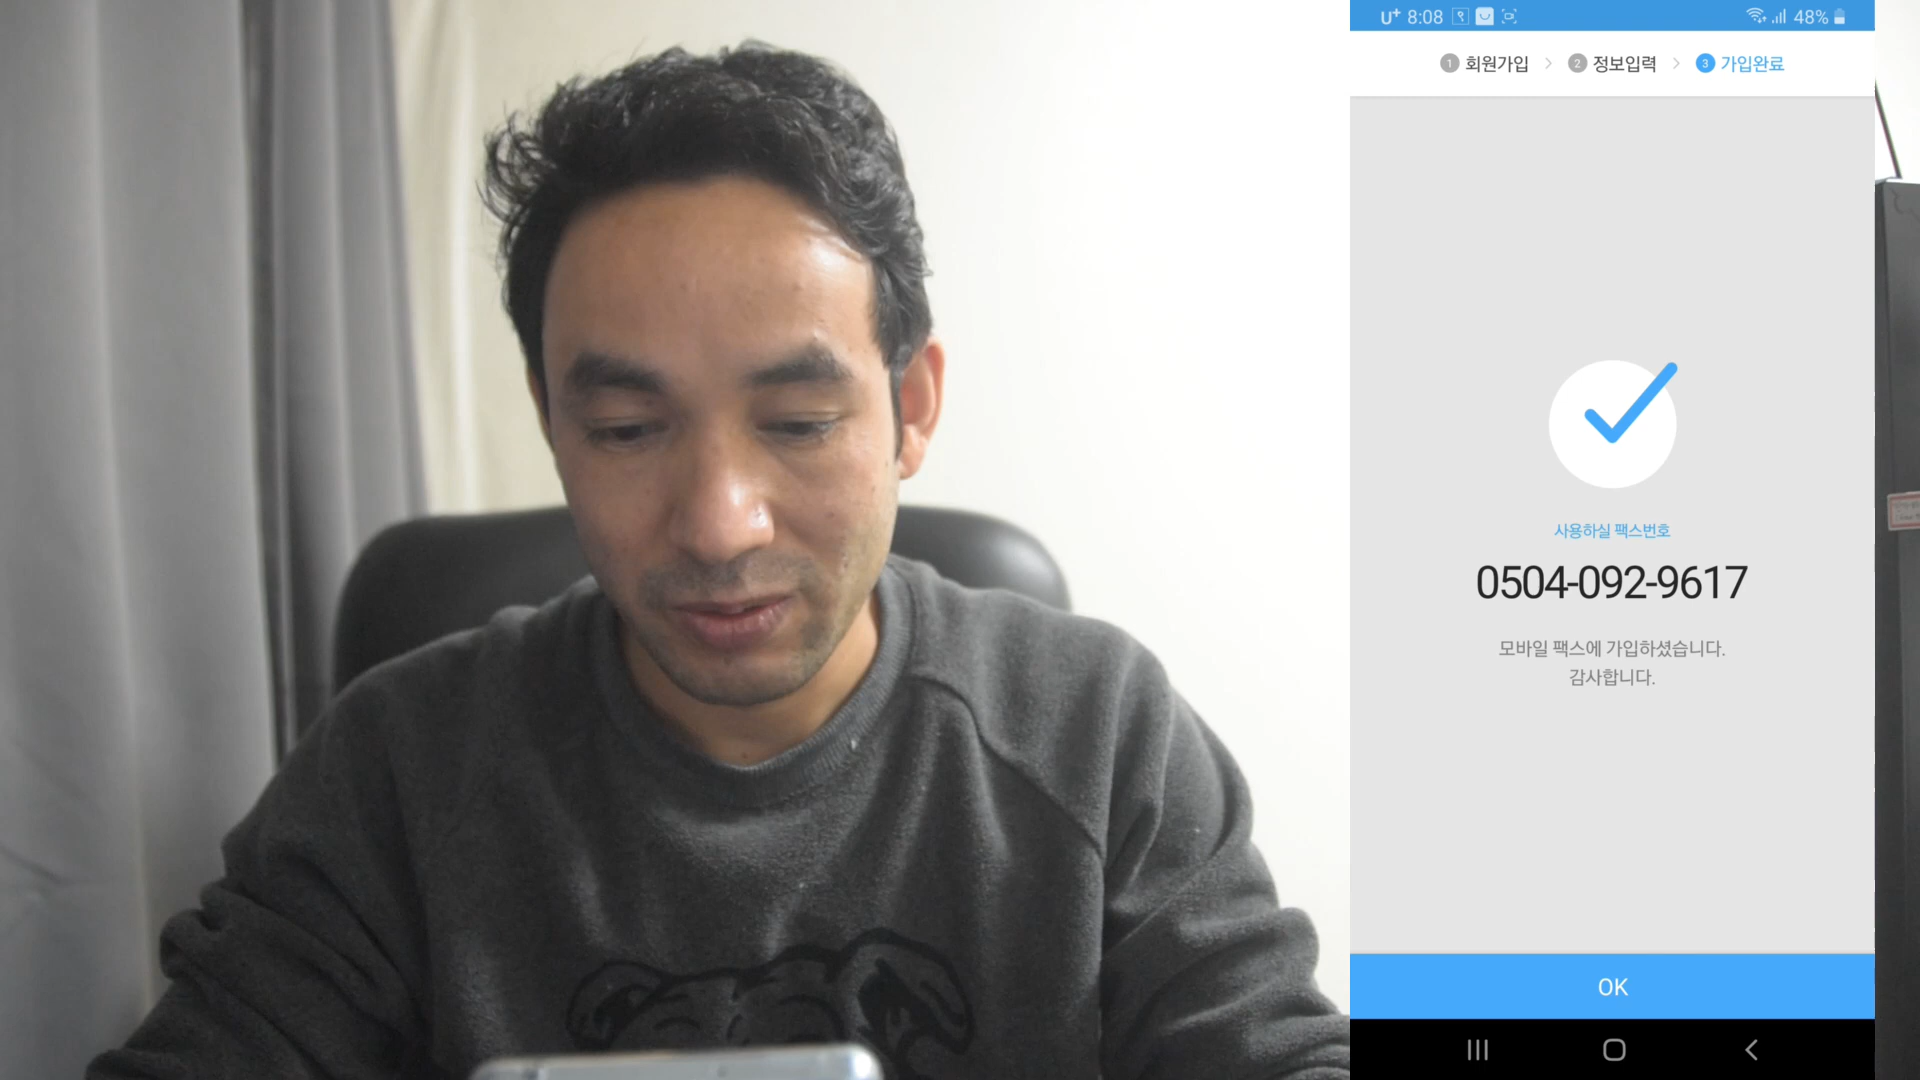 U+ 8:08 48%
1 회원가입 > 2 정보입력 > 3 가입완료
사용하실 팩스번호
0504-092-9617
모바일 팩스에 가입하셨습니다.
감사합니다.
OK